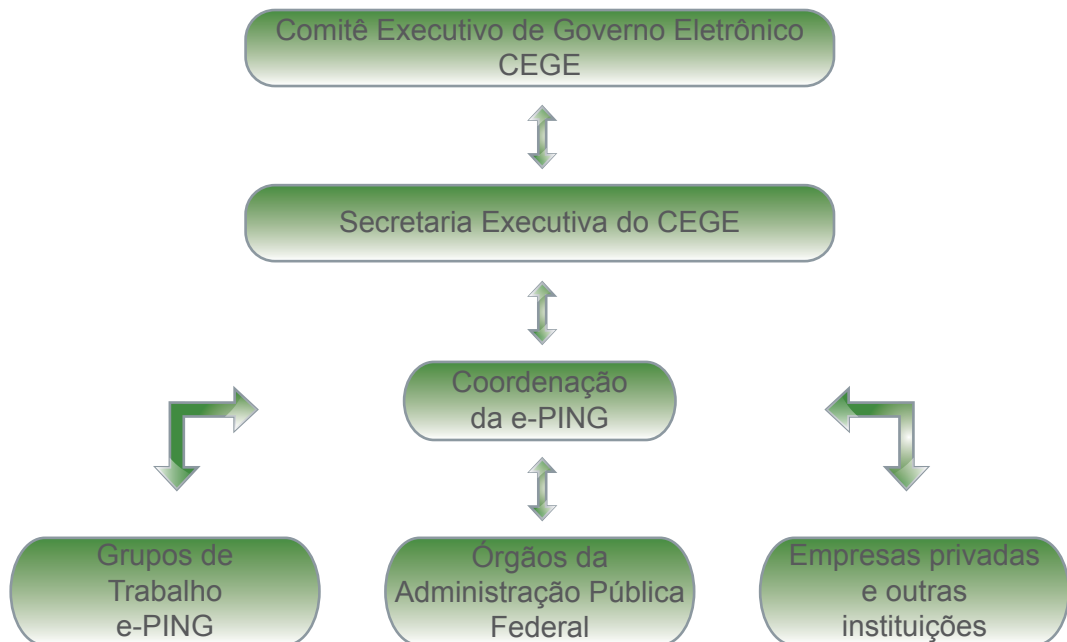 Comitê Executivo de Governo Eletrônico
CEGE
Secretaria Executiva do CEGE
Coordenação
da e-PING
Grupos de
Trabalho
e-PING
Órgãos da
Administração Pública
Federal
Empresas privadas
e outras
instituições